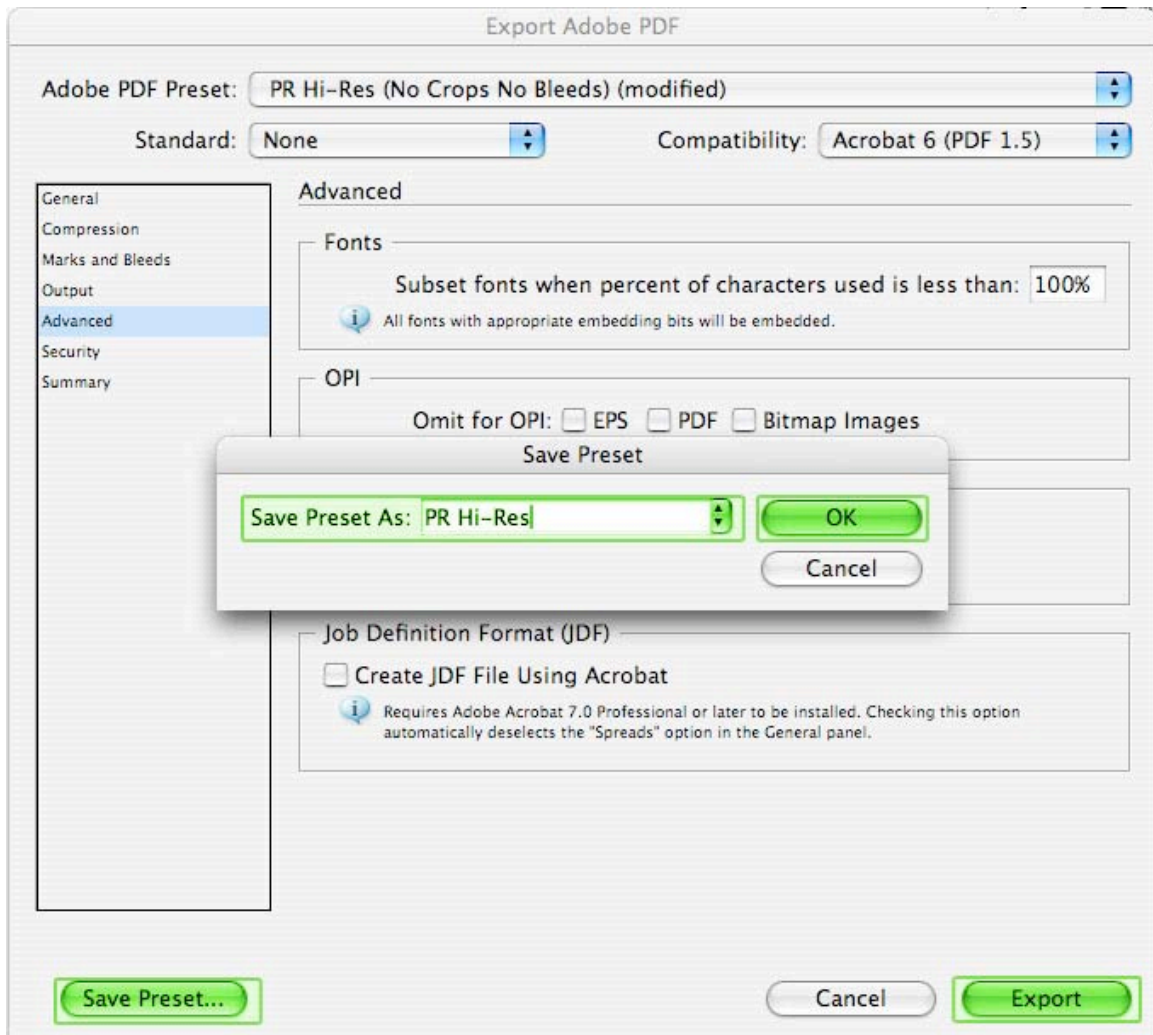 Export Adobe PDF
Adobe PDF Preset: PR Hi-Res (No Crops No Bleeds) (modified)
Standard: None Compatibility: Acrobat 6 (PDF 1.5)
General
Compression
Marks and Bleeds
Output
Advanced
Security
Summary
Advanced
Fonts
Subset fonts when percent of characters used is less than: 100%
All fonts with appropriate embedding bits will be embedded.
OPI
Omit for OPI: EPS PDF Bitmap Images
Save Preset
Save Preset As: PR Hi-Res OK
Cancel
Job Definition Format (JDF)
Create JDF File Using Acrobat
Requires Adobe Acrobat 7.0 Professional or later to be installed. Checking this option
automatically deselects the "Spreads" option in the General panel.
Save Preset... Cancel Export